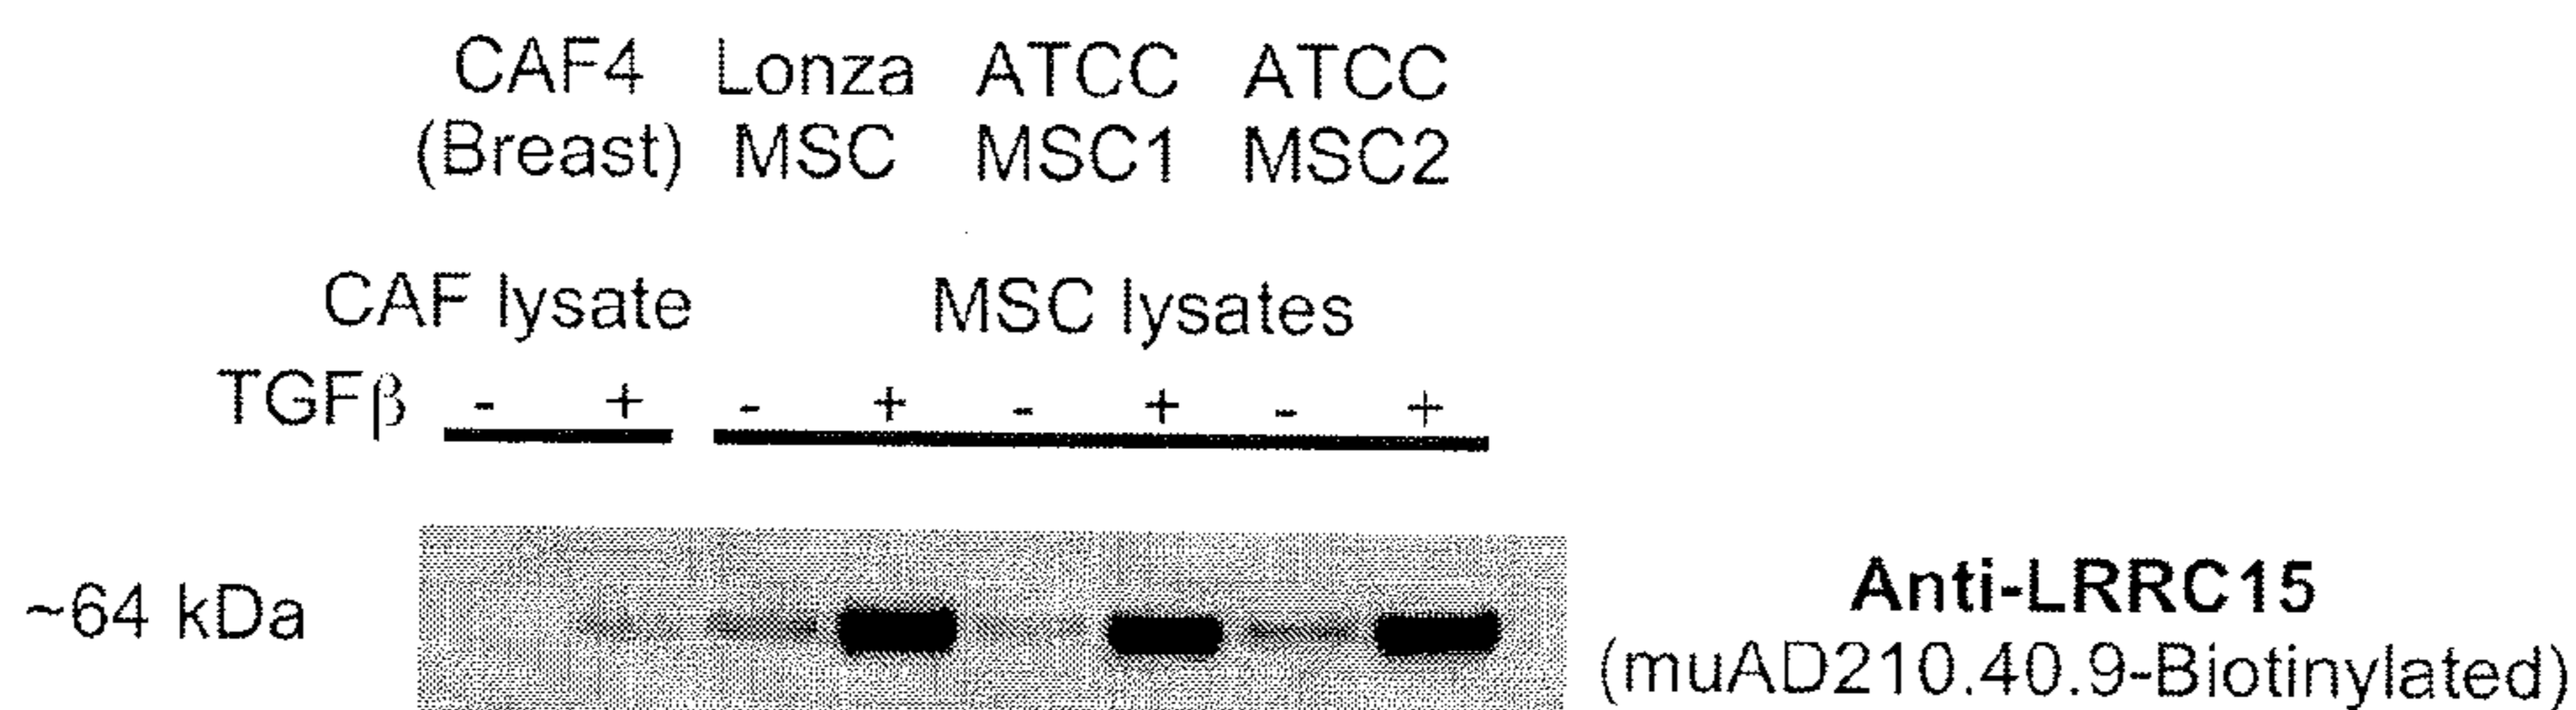 CAF4 Lonza ATCC ATCC
(Breast) MSC MSC1 MSC2
CAF lysate MSC lysates
TGFβ - + - + - + - +
~64 kDa
Anti-LRRC15
(muAD210.40.9-Biotinylated)